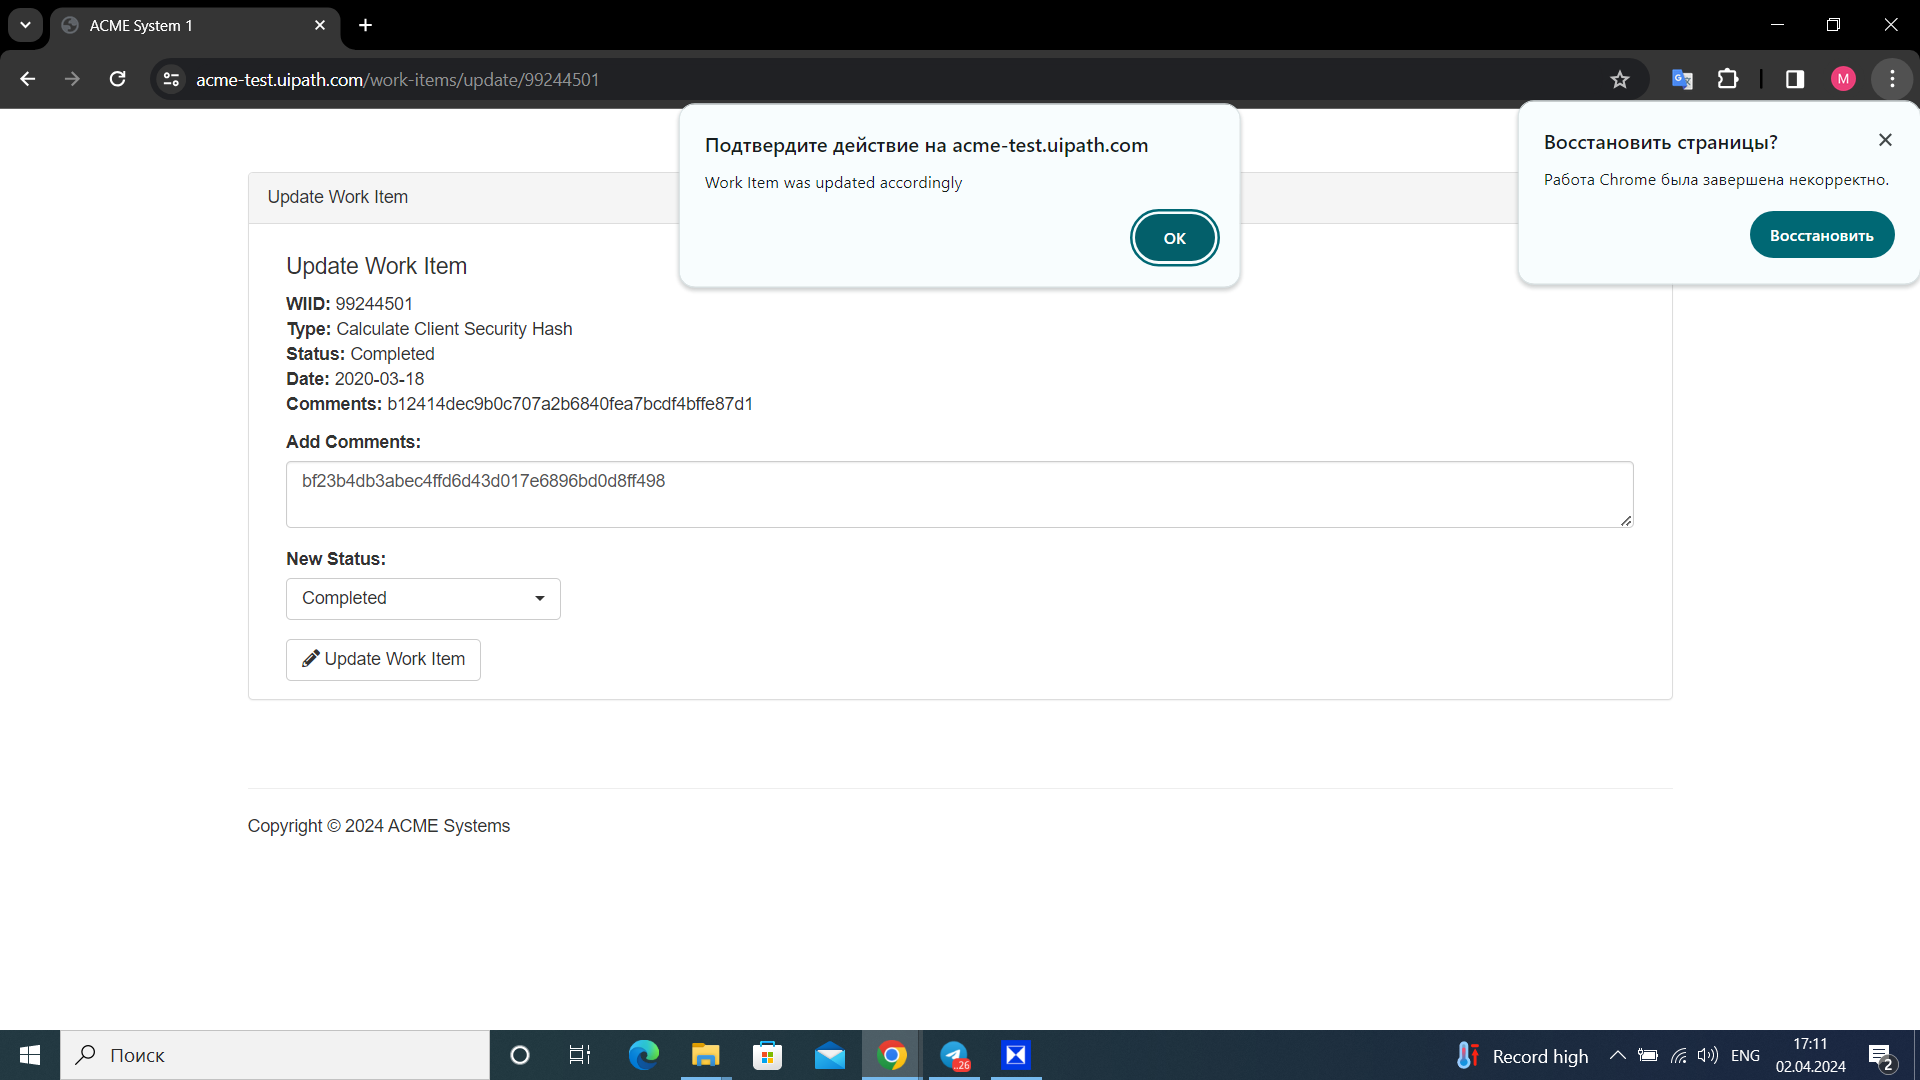 ACME System 1
acme-test.uipath.com/work-items/update/99244501
M
Подтвердите действие на acme-test.uipath.com
Work Item was updated accordingly
OK
Восстановить страницы?
Работа Chrome была завершена некорректно.
Восстановить
Update Work Item
Update Work Item
WIID: 99244501
Type: Calculate Client Security Hash
Status: Completed
Date: 2020-03-18
Comments: b12414dec9b0c707a2b6840fea7bcdf4bffe87d1
Add Comments:
bf23b4db3abec4ffd6d43d017e6896bd0d8ff498
New Status:
Completed
Update Work Item
Copyright © 2024 ACME Systems
Поиск
..26
Record high
ENG
17:11
02.04.2024
2